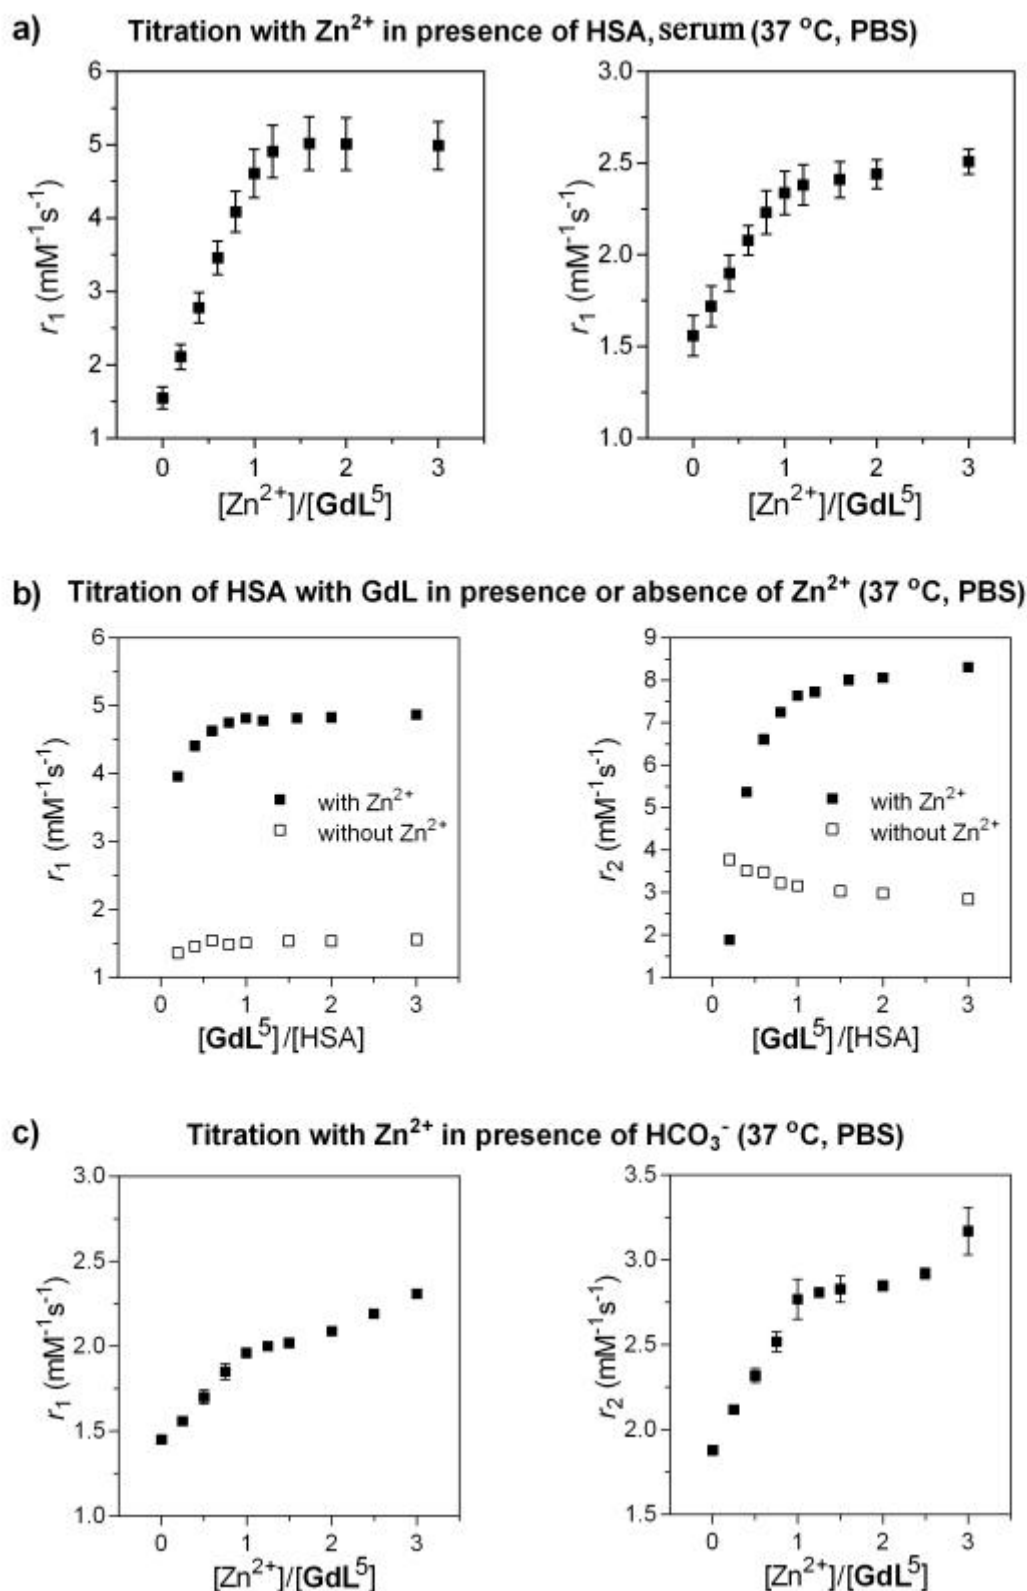 a) Titration with Zn²⁺ in presence of HSA, serum (37 °C, PBS)
6
5
4
3
2
1
r₁ (mM⁻¹s⁻¹)
0 1 2 3
[Zn²⁺]/[GdL⁵]
3.0
2.5
2.0
1.5
1.0
r₁ (mM⁻¹s⁻¹)
0 1 2 3
[Zn²⁺]/[GdL⁵]
b) Titration of HSA with GdL in presence or absence of Zn²⁺ (37 °C, PBS)
6
5
4
3
2
1
r₁ (mM⁻¹s⁻¹)
with Zn²⁺
without Zn²⁺
0 1 2 3
[GdL⁵]/[HSA]
9
8
7
6
5
4
3
2
1
r₂ (mM⁻¹s⁻¹)
with Zn²⁺
without Zn²⁺
0 1 2 3
[GdL⁵]/[HSA]
c) Titration with Zn²⁺ in presence of HCO₃⁻ (37 °C, PBS)
3.0
2.5
2.0
1.5
1.0
r₁ (mM⁻¹s⁻¹)
0 1 2 3
[Zn²⁺]/[GdL⁵]
3.5
3.0
2.5
2.0
1.5
r₂ (mM⁻¹s⁻¹)
0 1 2 3
[Zn²⁺]/[GdL⁵]